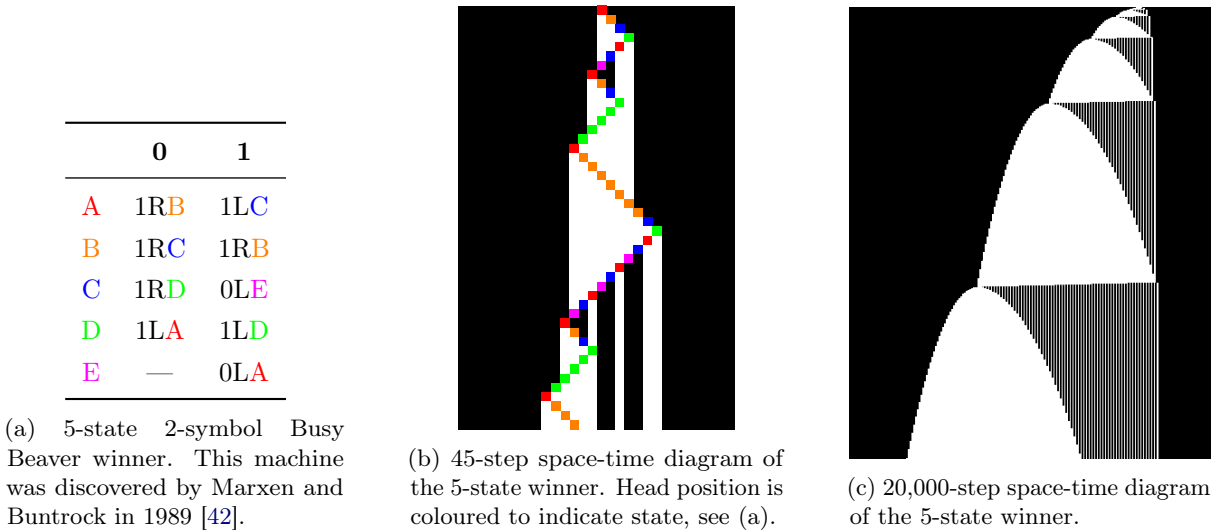 0 1
A 1RB 1LC
B 1RC 1RB
C 1RD 0LE
D 1LA 1LD
E — 0LA
(a) 5-state 2-symbol Busy
Beaver winner. This machine
was discovered by Marxen and
Buntrock in 1989 [42].
(b) 45-step space-time diagram of
the 5-state winner. Head position is
coloured to indicate state, see (a).
(c) 20,000-step space-time diagram
of the 5-state winner.